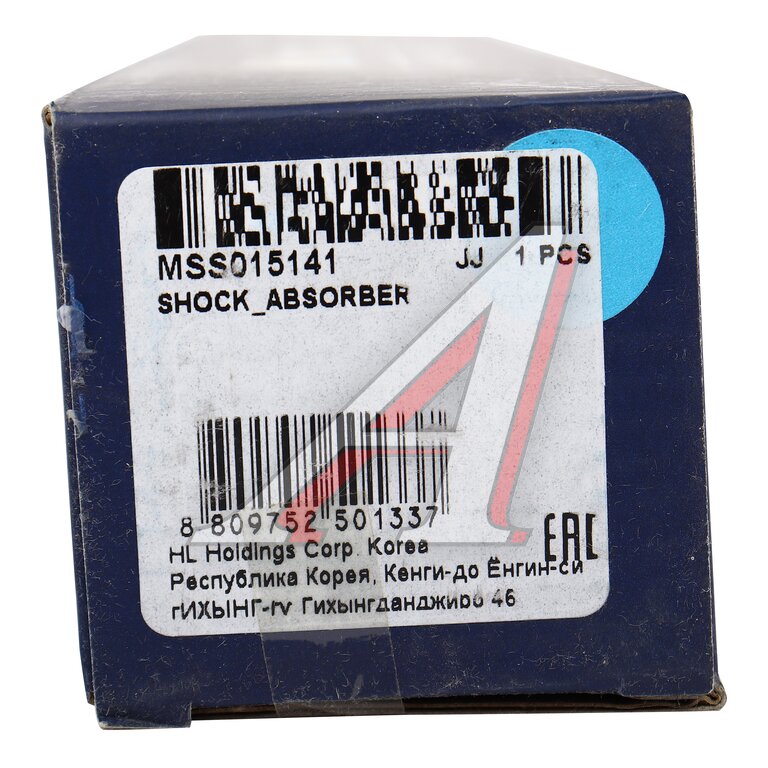 MSS015141 JJ 1 PCS
SHOCK_ABSORBER
8 809752 501337
HL Holdings Corp. Korea
EAC
Республика Корея, Кенги-до Ёнгин-си
гИХЫНГ-гу Гихынгданджиро 46